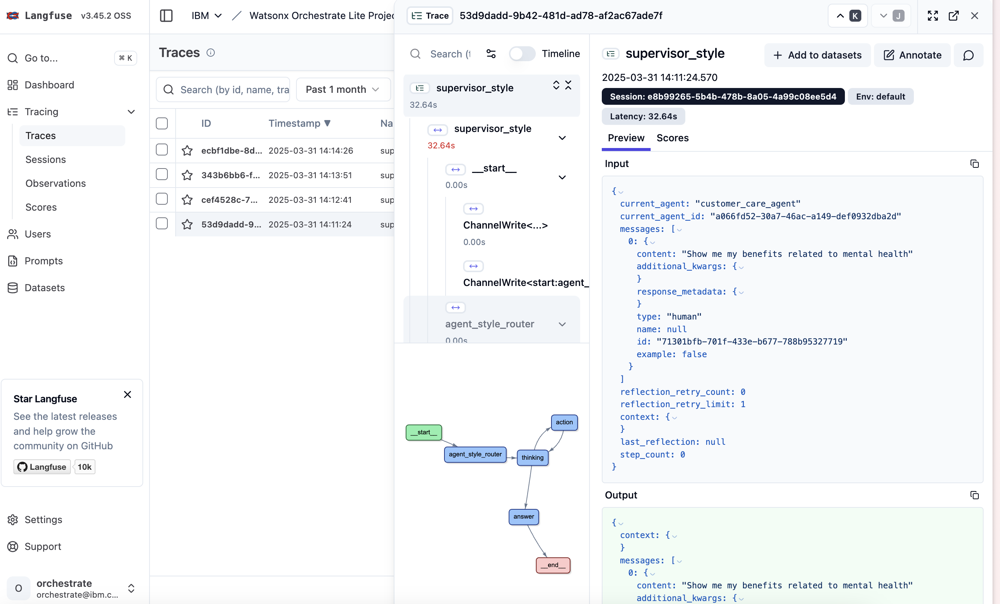 Langfuse v3.45.2 OSS
Go to... ⌘ K
Dashboard
Tracing
Traces
Sessions
Observations
Scores
Users
Prompts
Datasets
Star Langfuse
See the latest releases
and help grow the
community on GitHub
Langfuse 10k
Settings
Support
O
orchestrate
orchestrate@ibm.c...
IBM / Watsonx Orchestrate Lite Projec
Traces
Search (by id, name, tra
Past 1 month
ID Timestamp ▼ Na
ecbf1dbe-8d... 2025-03-31 14:14:26 sup
343b6bb6-f... 2025-03-31 14:13:51 sup
cef4528c-7... 2025-03-31 14:12:41 sup
53d9dadd-9... 2025-03-31 14:11:24 sup
Trace 53d9dadd-9b42-481d-ad78-af2ac67ade7f
K J
Search (t Timeline
supervisor_style
32.64s
supervisor_style
32.64s
__start__
0.00s
ChannelWrite<...>
0.00s
ChannelWrite<start:agent_
agent_style_router
0.00s
__start__
agent_style_router
thinking
action
answer
__end__
supervisor_style
+ Add to datasets
Annotate
2025-03-31 14:11:24.570
Session: e8b99265-5b4b-478b-8a05-4a99c08ee5d4 Env: default
Latency: 32.64s
Preview Scores
Input
{
current_agent: "customer_care_agent"
current_agent_id: "a066fd52-30a7-46ac-a149-def0932dba2d"
messages: [
0: {
content: "Show me my benefits related to mental health"
additional_kwargs: {
}
response_metadata: {
}
type: "human"
name: null
id: "71301bfb-701f-433e-b677-788b95327719"
example: false
}
]
reflection_retry_count: 0
reflection_retry_limit: 1
context: {
}
last_reflection: null
step_count: 0
}
Output
{
context: {
}
messages: [
0: {
content: "Show me my benefits related to mental health"
additional_kwargs: {